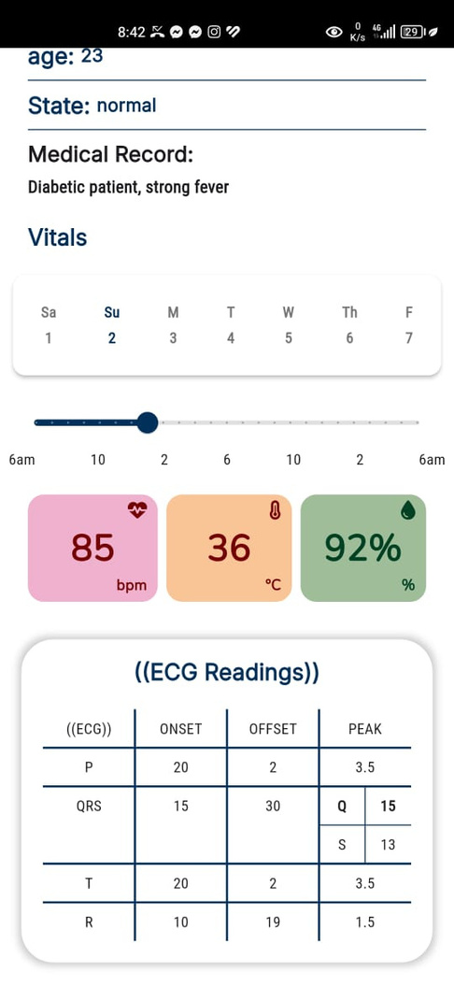 8:42 0 K/s 4G 29
age: 23
State: normal
Medical Record:
Diabetic patient, strong fever
Vitals
Sa Su M T W Th F
1 2 3 4 5 6 7
6am 10 2 6 10 2 6am
85 36 92%
bpm °C %
((ECG Readings))
((ECG)) ONSET OFFSET PEAK
P 20 2 3.5
QRS 15 30 Q 15
S 13
T 20 2 3.5
R 10 19 1.5